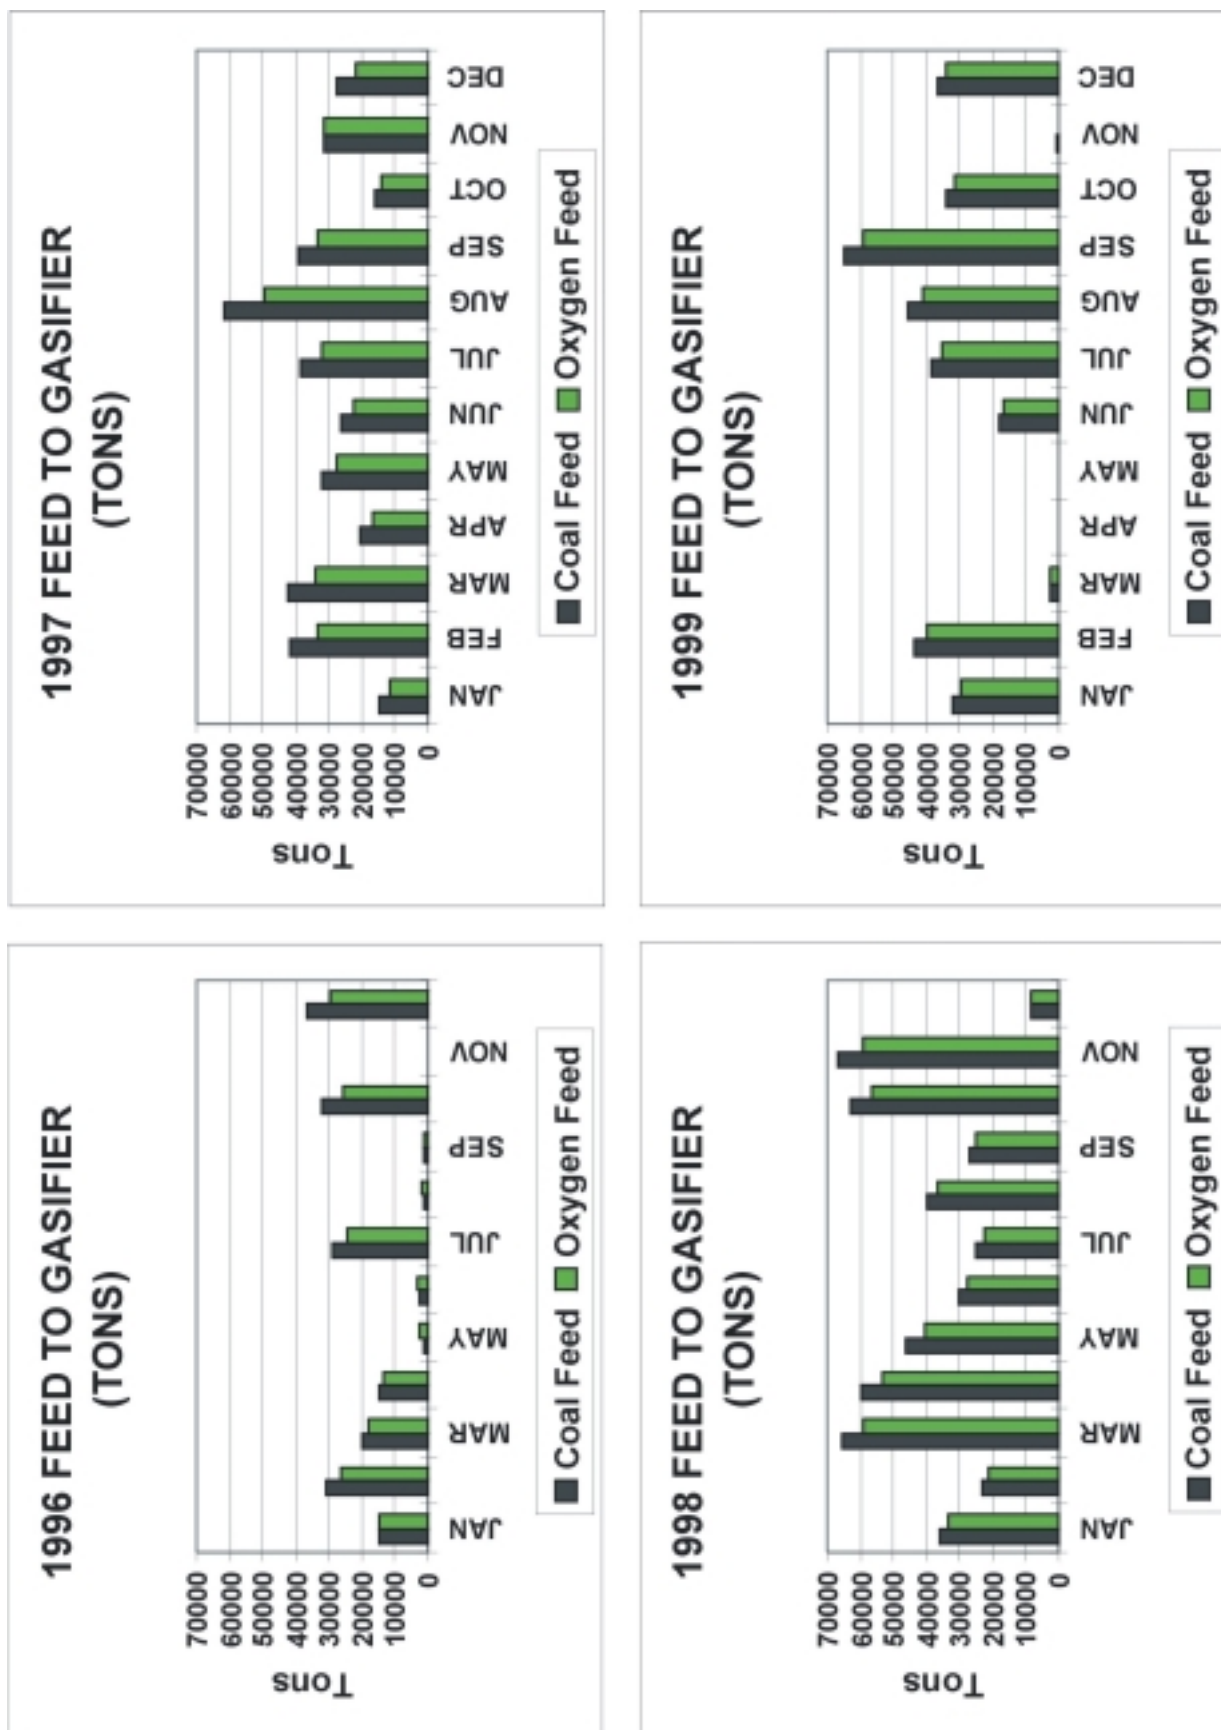 1996 FEED TO GASIFIER
(TONS)
Tons
70000
60000
50000
40000
30000
20000
10000
0
JAN
MAR
MAY
JUL
SEP
NOV
Coal Feed Oxygen Feed
1997 FEED TO GASIFIER
(TONS)
Tons
70000
60000
50000
40000
30000
20000
10000
0
JAN
FEB
MAR
APR
MAY
JUN
JUL
AUG
SEP
OCT
NOV
DEC
Coal Feed Oxygen Feed
1998 FEED TO GASIFIER
(TONS)
Tons
70000
60000
50000
40000
30000
20000
10000
0
JAN
MAR
MAY
JUL
SEP
NOV
Coal Feed Oxygen Feed
1999 FEED TO GASIFIER
(TONS)
Tons
70000
60000
50000
40000
30000
20000
10000
0
JAN
FEB
MAR
APR
MAY
JUN
JUL
AUG
SEP
OCT
NOV
DEC
Coal Feed Oxygen Feed